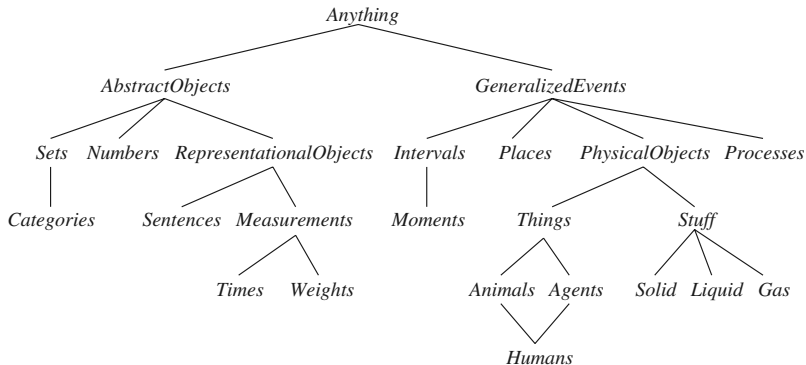 Anything
AbstractObjects GeneralizedEvents
Sets Numbers RepresentationalObjects Intervals Places PhysicalObjects Processes
Categories Sentences Measurements Moments Things Stuff
Times Weights Animals Agents Solid Liquid Gas
Humans